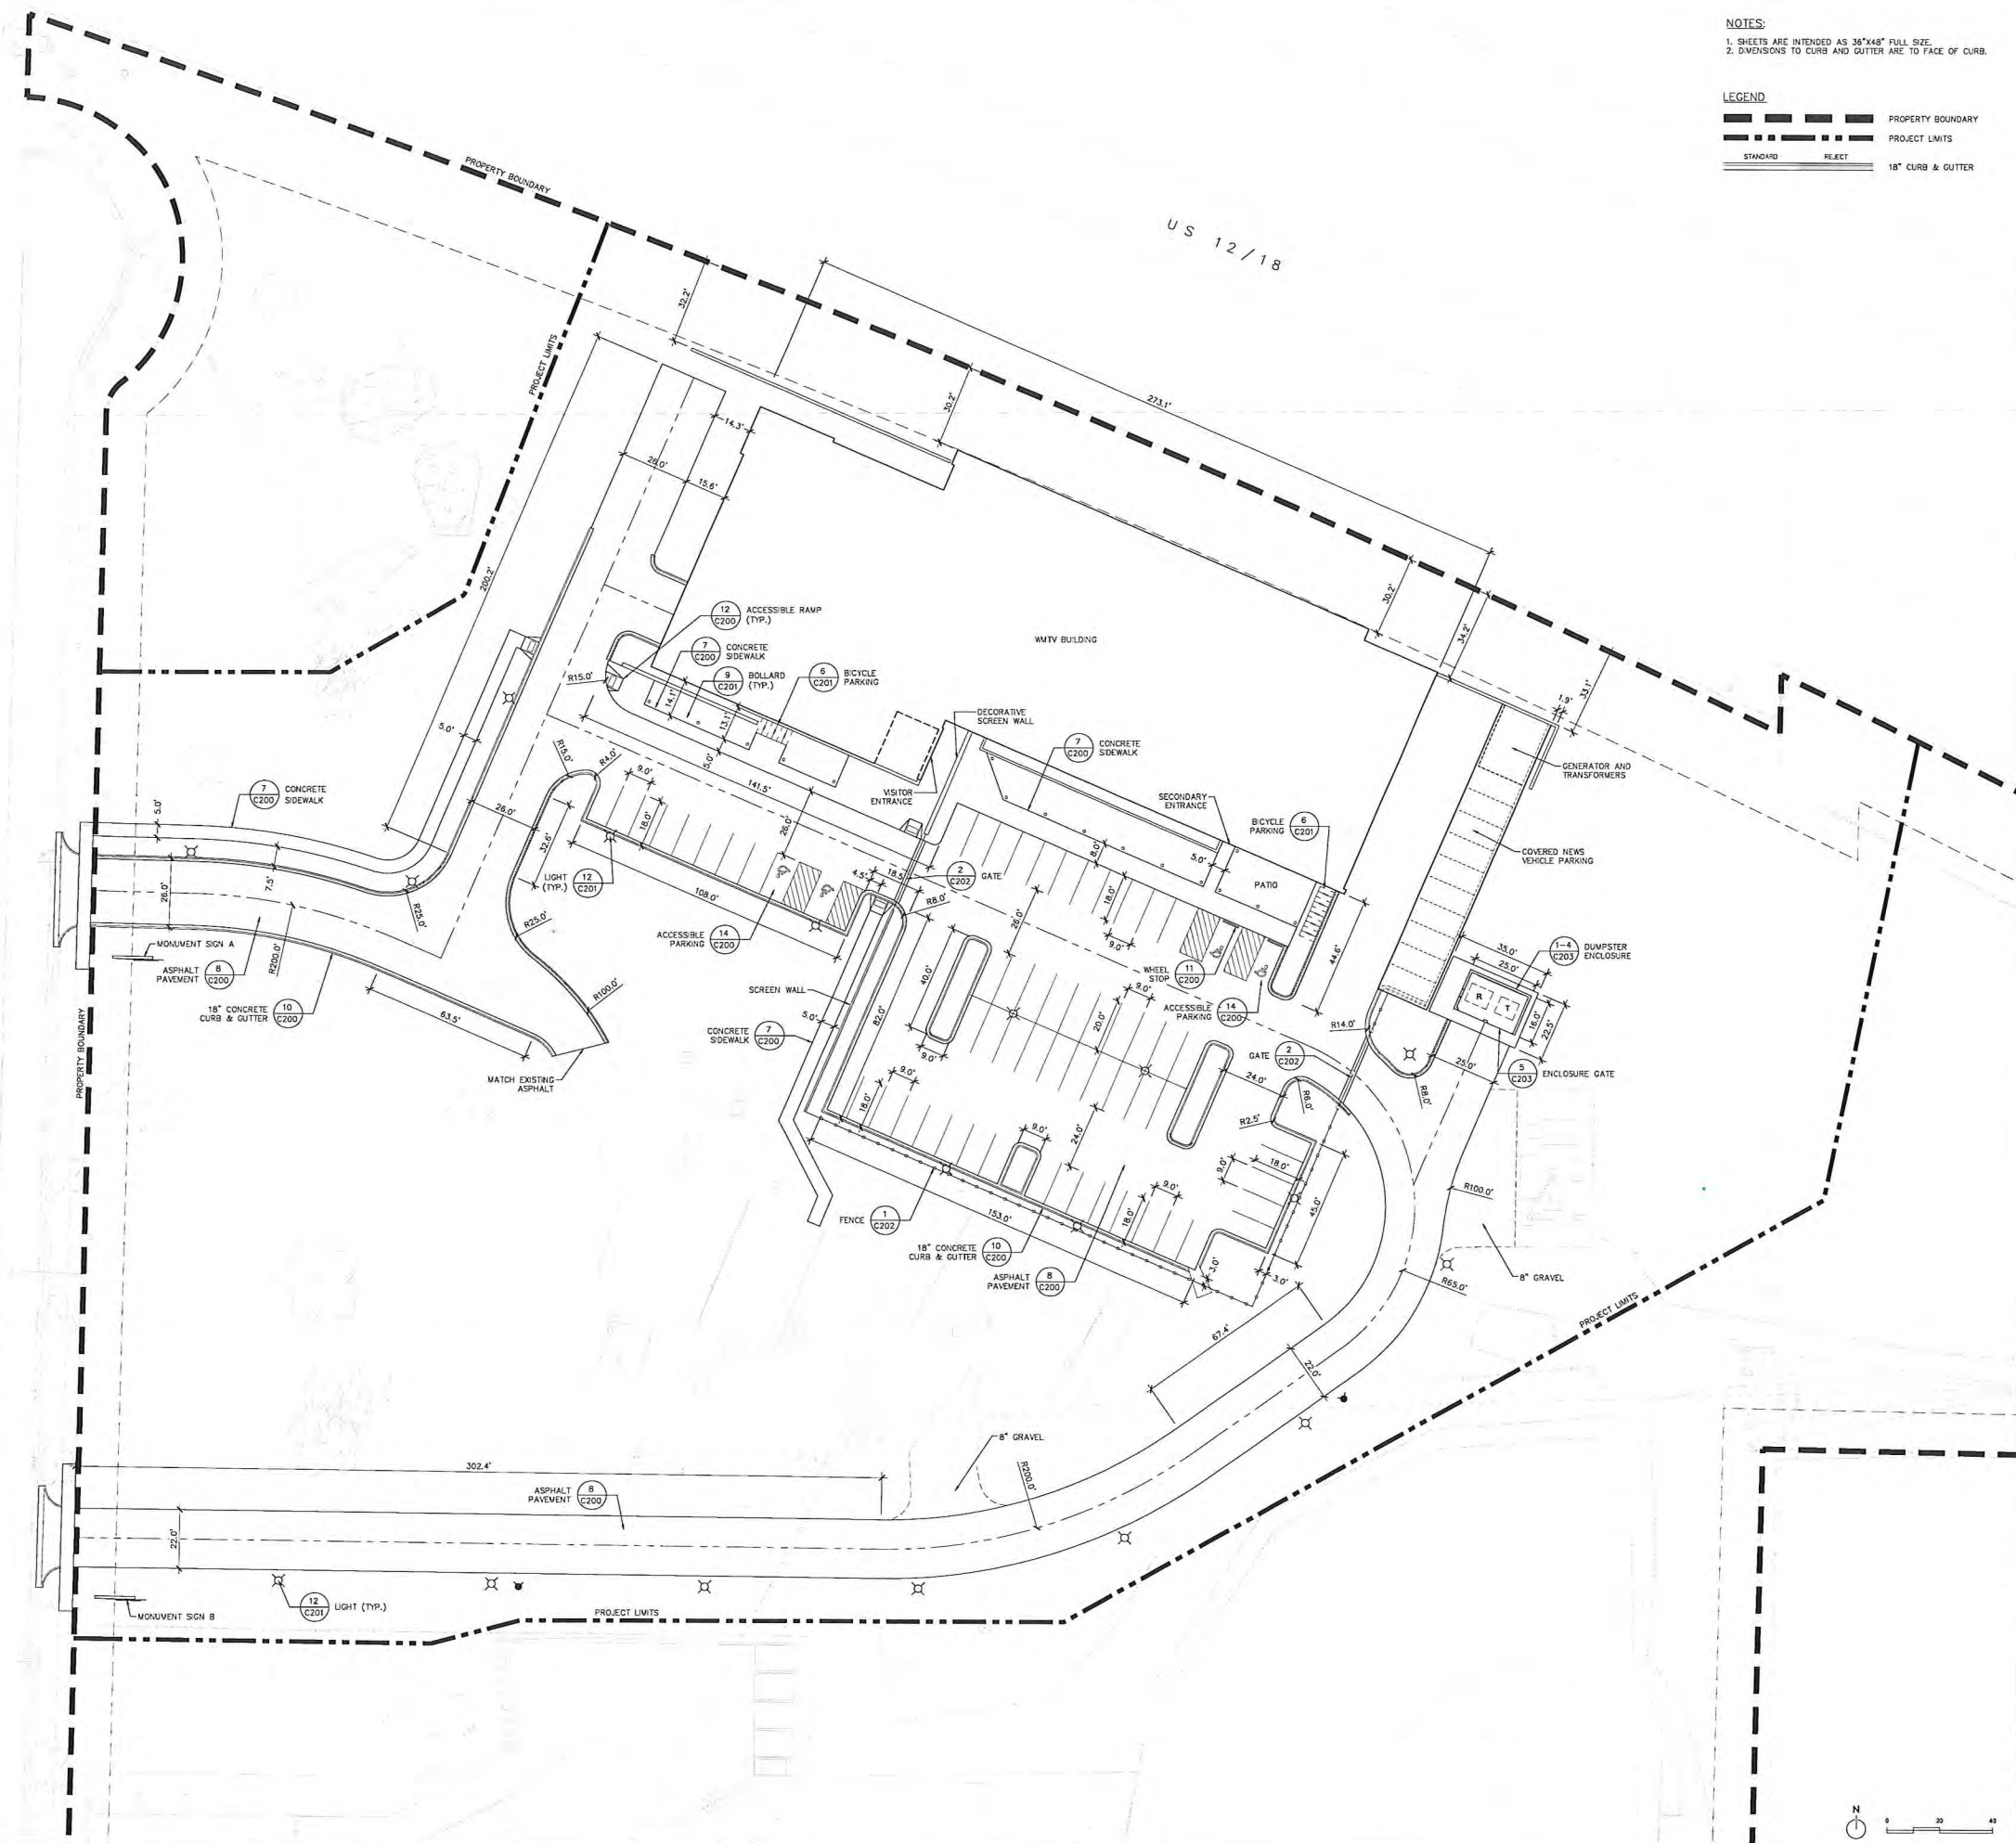 NOTES:
1. SHEETS ARE INTENDED AS 36"X48" FULL SIZE.
2. DIMENSIONS TO CURB AND GUTTER ARE TO FACE OF CURB.
LEGEND
PROPERTY BOUNDARY
PROJECT LIMITS
STANDARD REJECT
18" CURB & GUTTER
PROPERTY BOUNDARY
US 12/18
PROJECT LIMITS
32.2'
273.1'
30.2'
14.3'
26.0'
15.6'
200.2'
30.2'
34.2'
33.1'
1.9'
12
C200
ACCESSIBLE RAMP
(TYP.)
7
C200
CONCRETE
SIDEWALK
9
C201
BOLLARD
(TYP.)
6
C201
BICYCLE
PARKING
WMTV BUILDING
R15.0'
14.1'
13.1'
5.0'
DECORATIVE
SCREEN WALL
7
C200
CONCRETE
SIDEWALK
GENERATOR AND
TRANSFORMERS
5.0'
R15.0'
R4.0'
9.0'
141.5'
VISITOR
ENTRANCE
SECONDARY
ENTRANCE
BICYCLE
PARKING
6
C201
COVERED NEWS
VEHICLE PARKING
7
C200
CONCRETE
SIDEWALK
5.0'
26.0'
32.6'
18.0'
26.0'
8.0'
5.0'
PATIO
26.0'
7.5'
LIGHT
(TYP.)
12
C201
108.0'
4.5'
18.5'
2
C202
GATE
R8.0'
18.0'
9.0'
26.0'
R25.0'
R25.0'
R200.0'
MONUMENT SIGN A
ASPHALT
PAVEMENT
8
C200
ACCESSIBLE
PARKING
14
C200
44.6'
35.0'
25.0'
1-4
C203
DUMPSTER
ENCLOSURE
R
T
16.0'
22.5'
18" CONCRETE
CURB & GUTTER
10
C200
63.5'
R100.0'
SCREEN WALL
40.0'
82.0'
WHEEL
STOP
11
C200
9.0'
20.0'
ACCESSIBLE
PARKING
14
C200
R14.0'
CONCRETE
SIDEWALK
7
C200
5.0'
9.0'
GATE
2
C202
25.0'
R8.0'
5
C203
ENCLOSURE GATE
PROPERTY BOUNDARY
MATCH EXISTING
ASPHALT
9.0'
18.0'
24.0'
R6.0'
R2.5'
9.0'
24.0'
18.0'
9.0'
9.0'
18.0'
45.0'
R100.0'
FENCE
1
C202
153.0'
18" CONCRETE
CURB & GUTTER
10
C200
ASPHALT
PAVEMENT
8
C200
3.0'
3.0'
R65.0'
8" GRAVEL
PROJECT LIMITS
67.4'
22.0'
8" GRAVEL
R200.0'
302.4'
ASPHALT
PAVEMENT
8
C200
22.0'
12
C201
LIGHT (TYP.)
MONUMENT SIGN B
PROJECT LIMITS
N
0 20 40